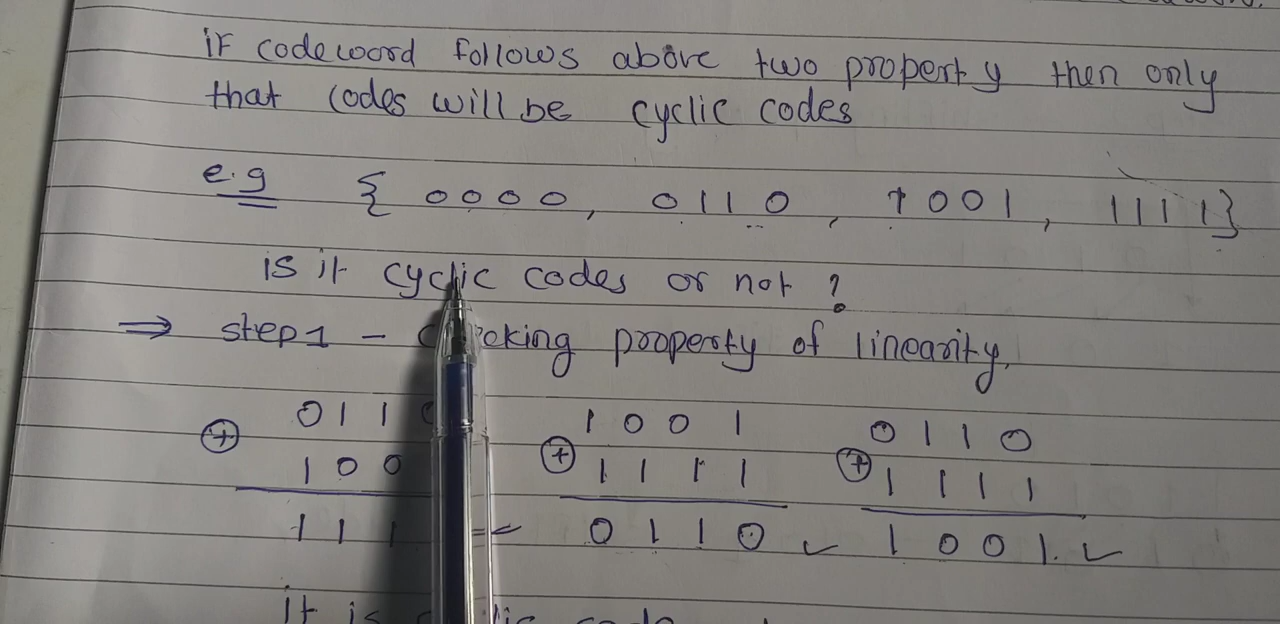 iF codeword follows above two property then only
that codes will be cyclic codes
e.g { 0000, 0110, 1001, 1111}
is it cyclic codes or not ?
⇒ step 1 - checking property of linearity.
0 1 1 1 0 0 1 0 1 1 0
⊕ ⊕ ⊕
1 0 0 1 1 1 1 1 1 1 1
1 1 1 0 1 1 0 ✓ 1 0 0 1. ✓
it is